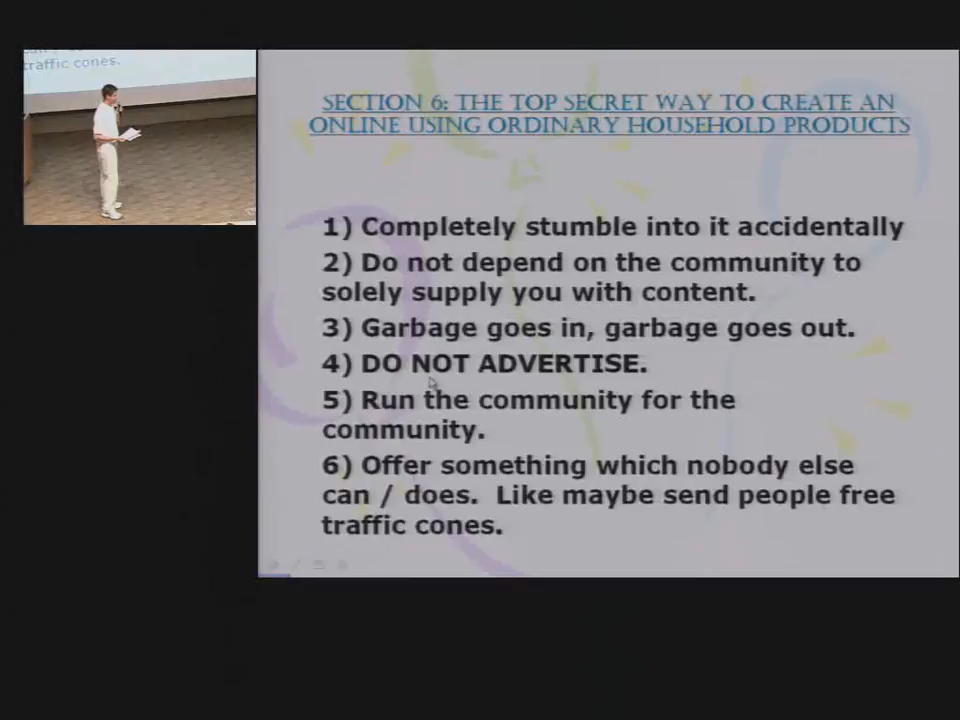 traffic cones.
SECTION 6: THE TOP SECRET WAY TO CREATE AN
ONLINE USING ORDINARY HOUSEHOLD PRODUCTS
1) Completely stumble into it accidentally
2) Do not depend on the community to
solely supply you with content.
3) Garbage goes in, garbage goes out.
4) DO NOT ADVERTISE.
5) Run the community for the
community.
6) Offer something which nobody else
can / does.  Like maybe send people free
traffic cones.